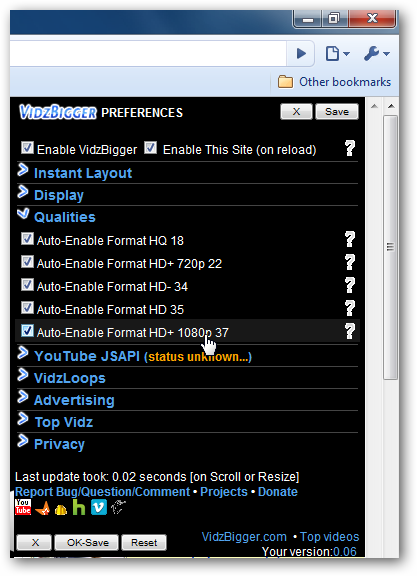 Other bookmarks
VIDZBIGGER PREFERENCES X Save
Enable VidzBigger Enable This Site (on reload) ?
Instant Layout
Display
Qualities
Auto-Enable Format HQ 18 ?
Auto-Enable Format HD+ 720p 22 ?
Auto-Enable Format HD- 34 ?
Auto-Enable Format HD 35 ?
Auto-Enable Format HD+ 1080p 37 ?
YouTube JSAPI (status unknown...)
VidzLoops
Advertising
Top Vidz
Privacy
Last update took: 0.02 seconds [on Scroll or Resize]
Report Bug/Question/Comment • Projects • Donate
You Tube h v
X OK-Save Reset VidzBigger.com • Top videos
Your version:0.06